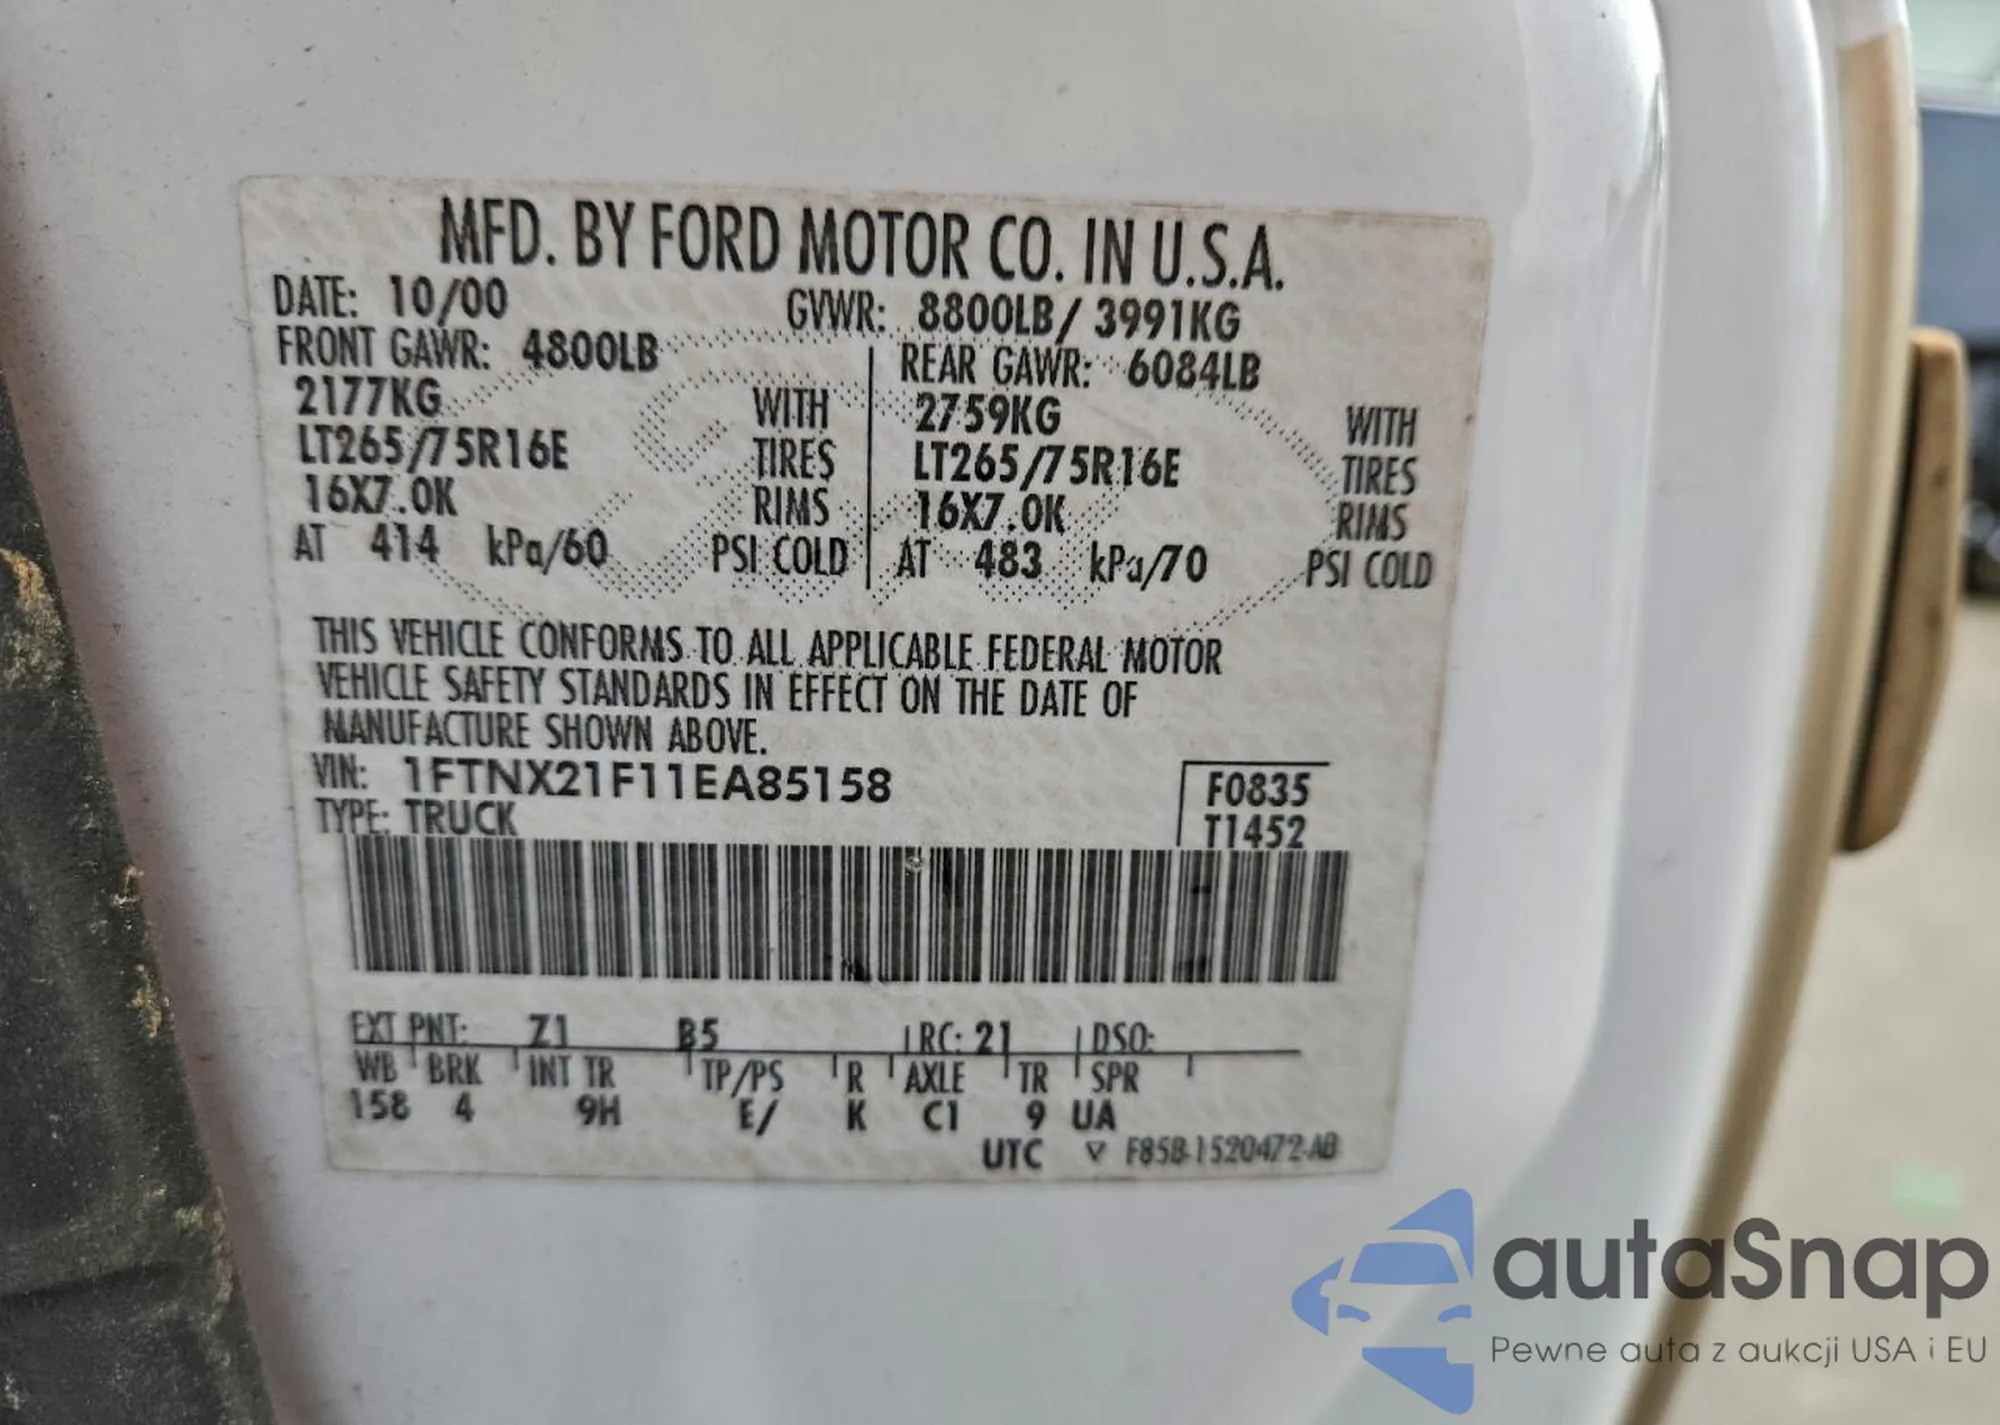 MFD. BY FORD MOTOR CO. IN U.S.A.
DATE: 10/00 GVWR: 8800LB/ 3991KG
FRONT GAWR: 4800LB REAR GAWR: 6084LB
2177KG WITH 2759KG WITH
LT265/75R16E TIRES LT265/75R16E TIRES
16X7.0K RIMS 16X7.0K RIMS
AT 414 kPa/60 PSI COLD AT 483 kPa/70 PSI COLD
THIS VEHICLE CONFORMS TO ALL APPLICABLE FEDERAL MOTOR
VEHICLE SAFETY STANDARDS IN EFFECT ON THE DATE OF
MANUFACTURE SHOWN ABOVE.
VIN: 1FTNX21F11EA85158 F0835
TYPE: TRUCK T1452
EXT PNT: Z1 B5 RC: 21 DSO:
WB BRK INT TR TP/PS R AXLE TR SPR
158 4 9H E/ K C1 9 UA
UTC ▽ F85B-1520472-AB
autaSnap
Pewne auta z aukcji USA i EU